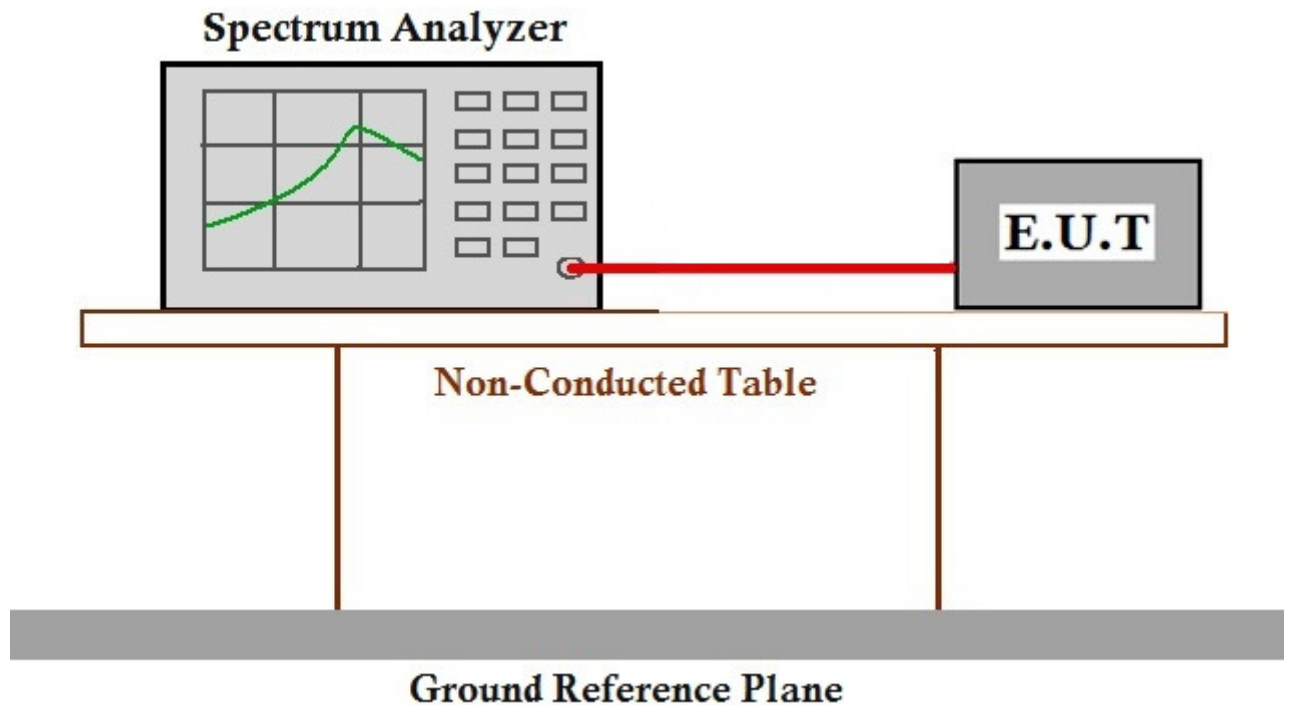 Spectrum Analyzer
E.U.T
Non-Conducted Table
Ground Reference Plane